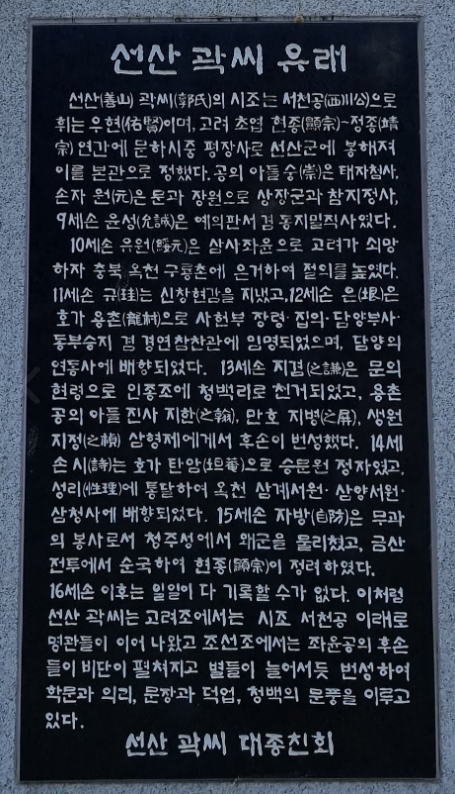 선산 곽씨 유래
선산(善山) 곽씨(郭氏)의 시조는 서천공(西川公)으로
휘는 우현(佑賢)이며, 고려 초엽 현종(顯宗)~정종(靖
宗) 연간에 문하시중 평장사로 선산군에 봉해져
이를 본관으로 정했다. 공의 아들 숭(崇)은 태자첨사,
손자 원(元)은 문과 장원으로 상장군과 참지정사,
9세손 윤성(允誠)은 예의판서 겸 동지밀직사였다.
10세손 유원(綏元)은 삼사좌윤으로 고려가 쇠망
하자 충북 옥천 구룡촌에 은거하여 절의를 높였다.
11세손 규(珪)는 신창현감을 지냈고, 12세손 은(垠)은
호가 용촌(龍村)으로 사헌부 장령·집의·담양부사·
동부승지 겸 경연참찬관에 임명되었으며, 담양의
연동사에 배향되었다. 13세손 지겸(之謙)은 문의
현령으로 인종조에 청백리로 천거되었고, 용촌
공의 아들 진사 지한(之翰), 만호 지병(之屛), 생원
지정(之楨) 삼형제에게서 후손이 번성했다. 14세
손 시(詩)는 호가 탄암(坦菴)으로 승문원 정자였고,
성리(性理)에 통달하여 옥천 삼계서원·삼양서원·
삼청사에 배향되었다. 15세손 자방(自防)은 무과
의 봉사로서 청주성에서 왜군을 물리쳤고, 금산
전투에서 순국하여 현종(顯宗)이 정려하였다.
16세손 이후는 일일이 다 기록할 수가 없다. 이처럼
선산 곽씨는 고려조에서는 시조 서천공 이래로
명관들이 이어 나왔고 조선조에서는 좌윤공의 후손
들이 비단이 펼쳐지고 별들이 늘어서듯 번성하여
학문과 의리, 문장과 덕업, 청백의 문풍을 이루고
있다.
선산 곽씨 대종친회